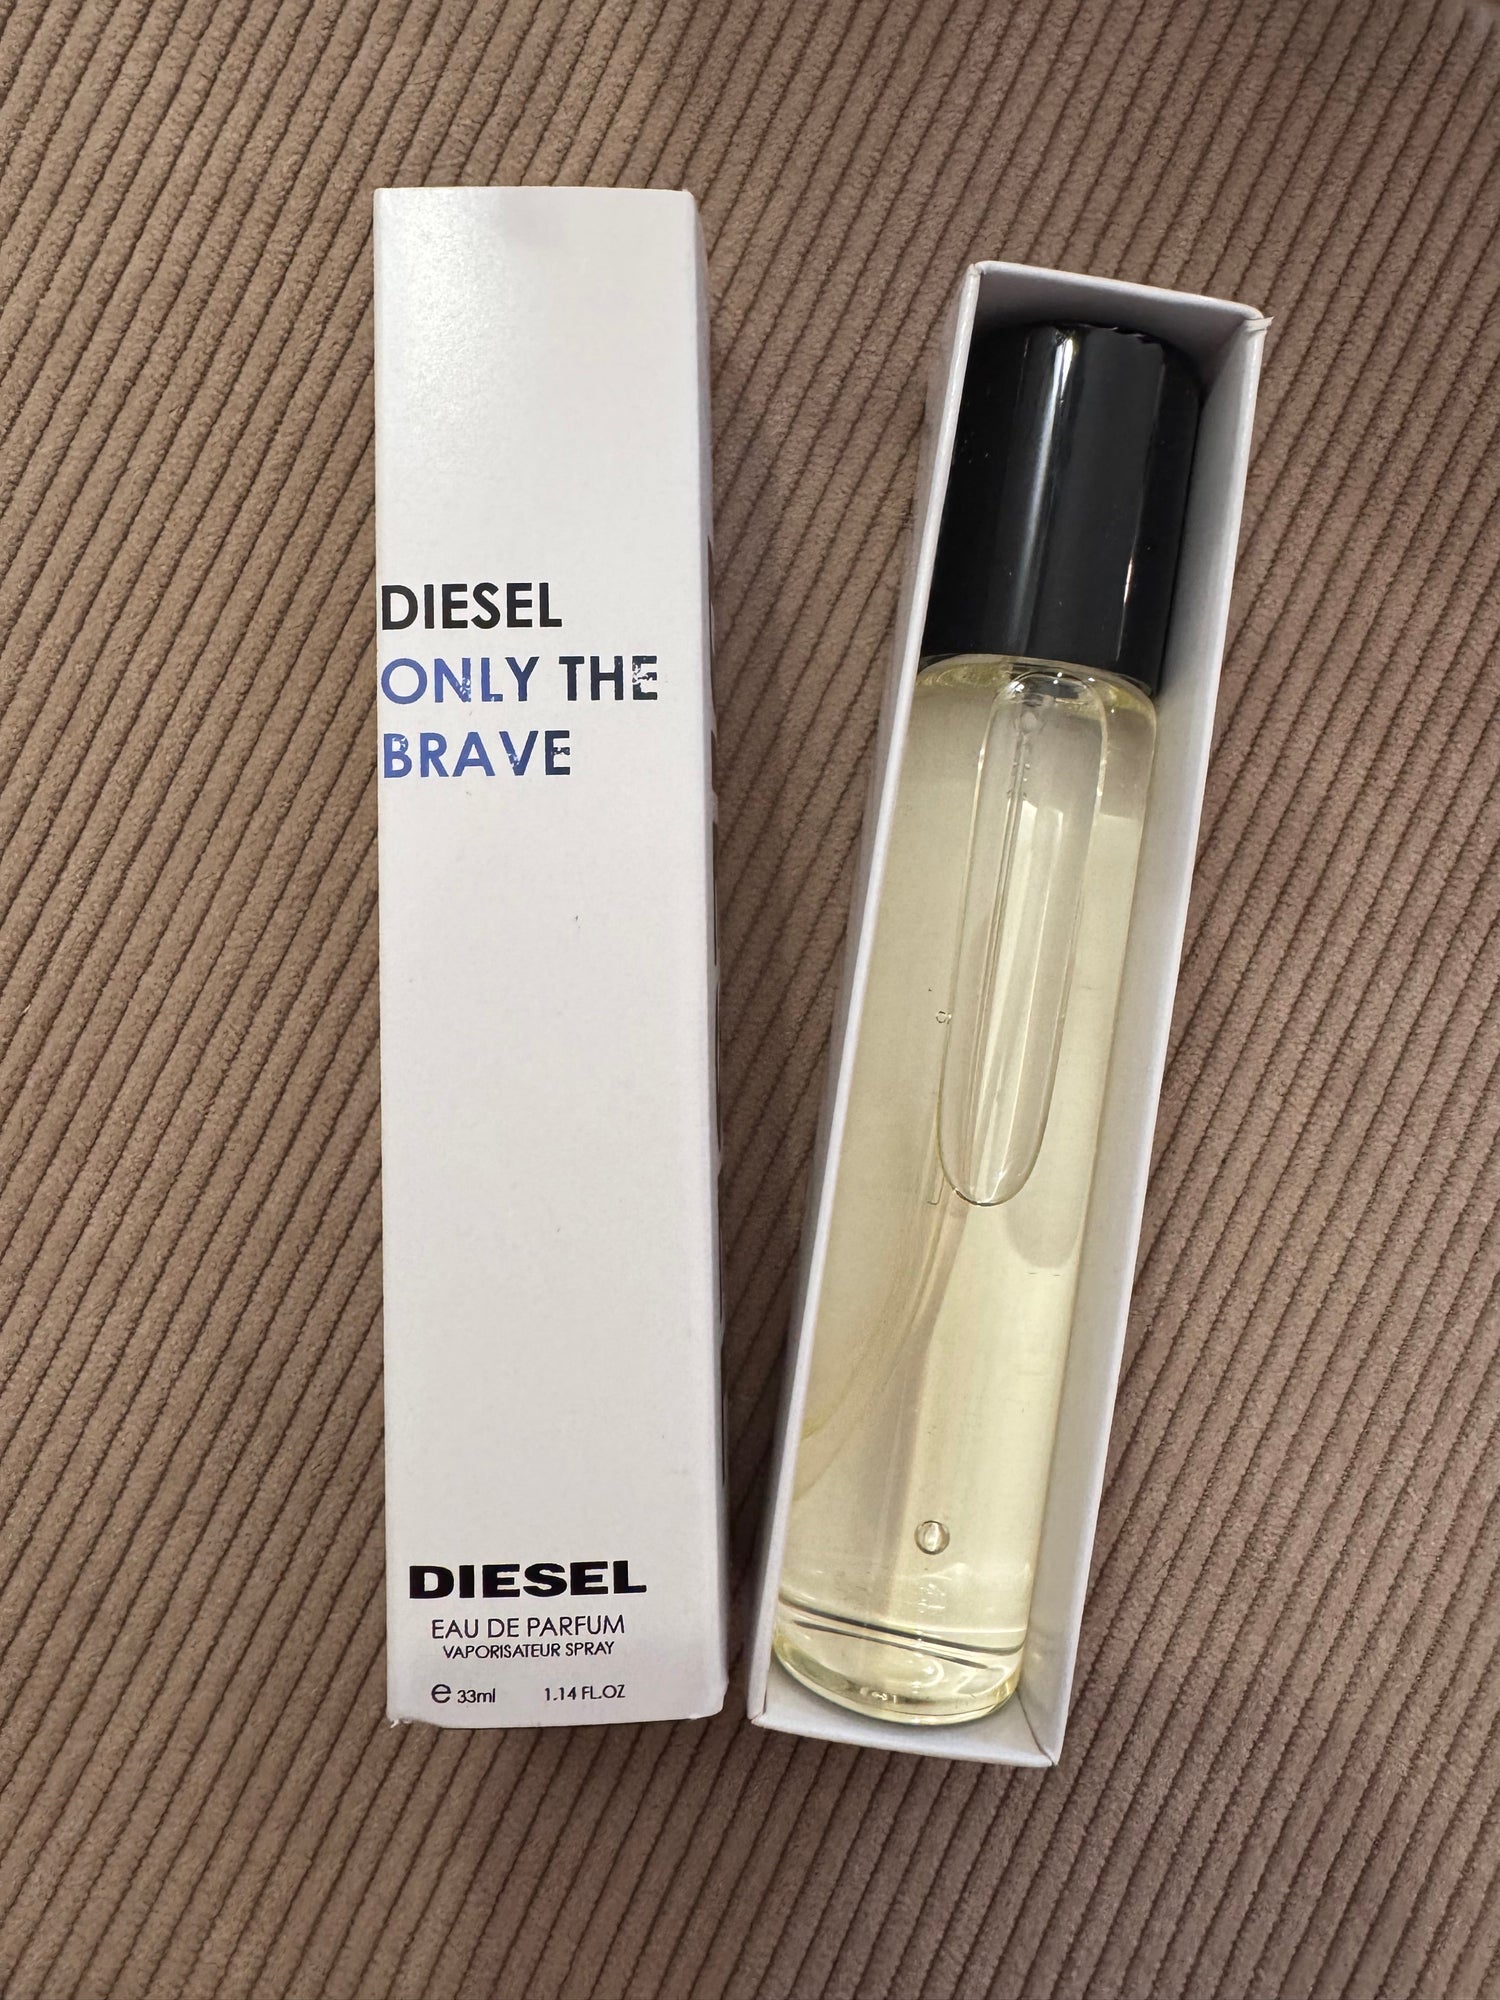 DIESEL
ONLY THE
BRAVE
DIESEL
EAU DE PARFUM
VAPORISATEUR SPRAY
e 33ml 1.14 FL.OZ